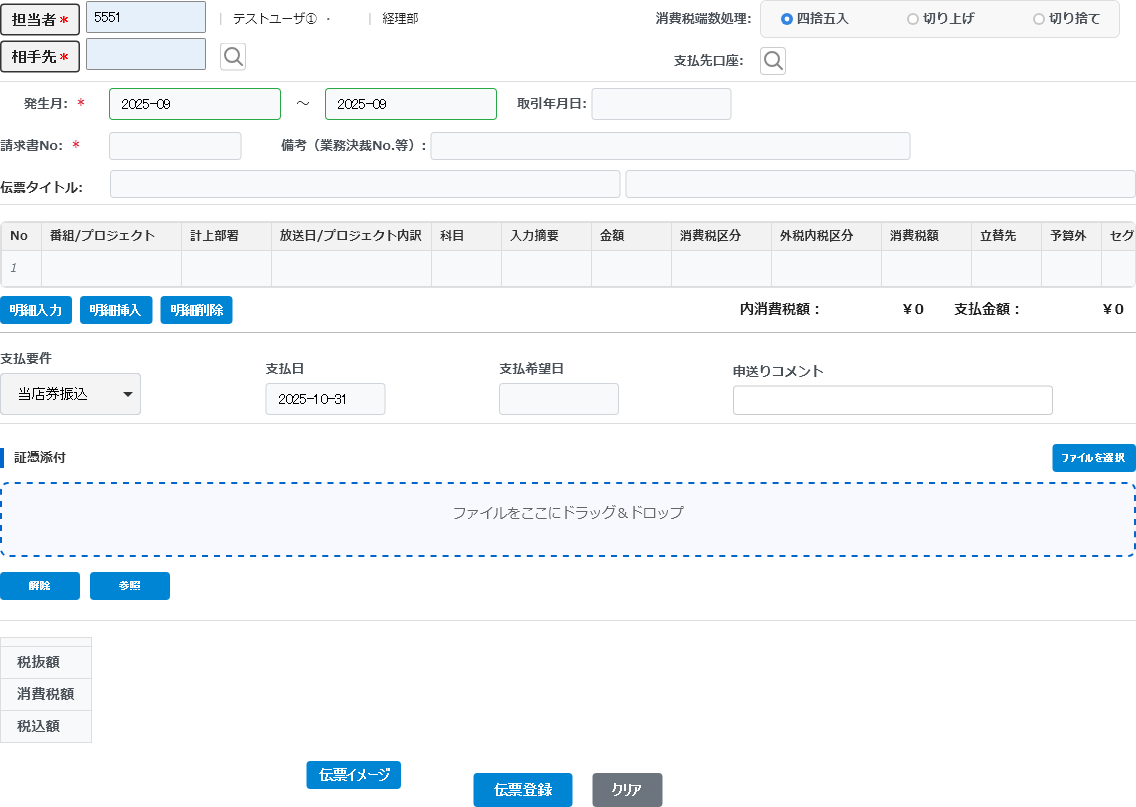 担当者* 5551 | テストユーザ① ・ | 経理部 消費税端数処理: 四捨五入 切り上げ 切り捨て
相手先* 支払先口座:
発生月: * 2025-09 ～ 2025-09 取引年月日:
請求書No: * 備考（業務決裁No.等）:
伝票タイトル:
No 番組/プロジェクト 計上部署 放送日/プロジェクト内訳 科目 入力摘要 金額 消費税区分 外税内税区分 消費税額 立替先 予算外 セグ
1
明細入力 明細挿入 明細削除 内消費税額： ￥0 支払金額： ￥0
支払要件 支払日 支払希望日 申送りコメント
当店券振込 2025-10-31
証憑添付 ファイルを選択
ファイルをここにドラッグ＆ドロップ
解除 参照
税抜額
消費税額
税込額
伝票イメージ 伝票登録 クリア